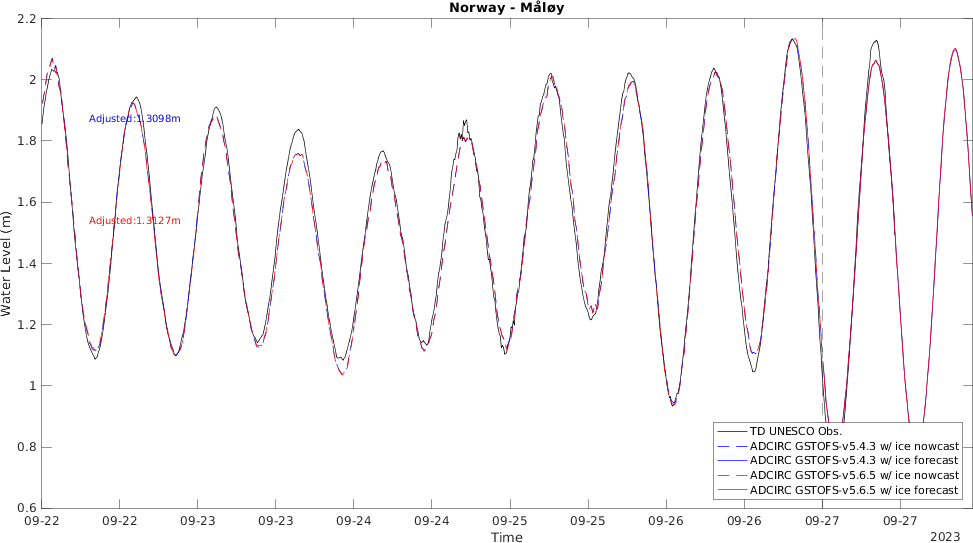 Norway - Måløy
2.2
2
1.8
1.6
1.4
1.2
1
0.8
0.6
Water Level (m)
Adjusted:1.3098m
Adjusted:1.3127m
TD UNESCO Obs.
ADCIRC GSTOFS-v5.4.3 w/ ice nowcast
ADCIRC GSTOFS-v5.4.3 w/ ice forecast
ADCIRC GSTOFS-v5.6.5 w/ ice nowcast
ADCIRC GSTOFS-v5.6.5 w/ ice forecast
09-22 09-22 09-23 09-23 09-24 09-24 09-25 09-25 09-26 09-26 09-27 09-27
Time
2023